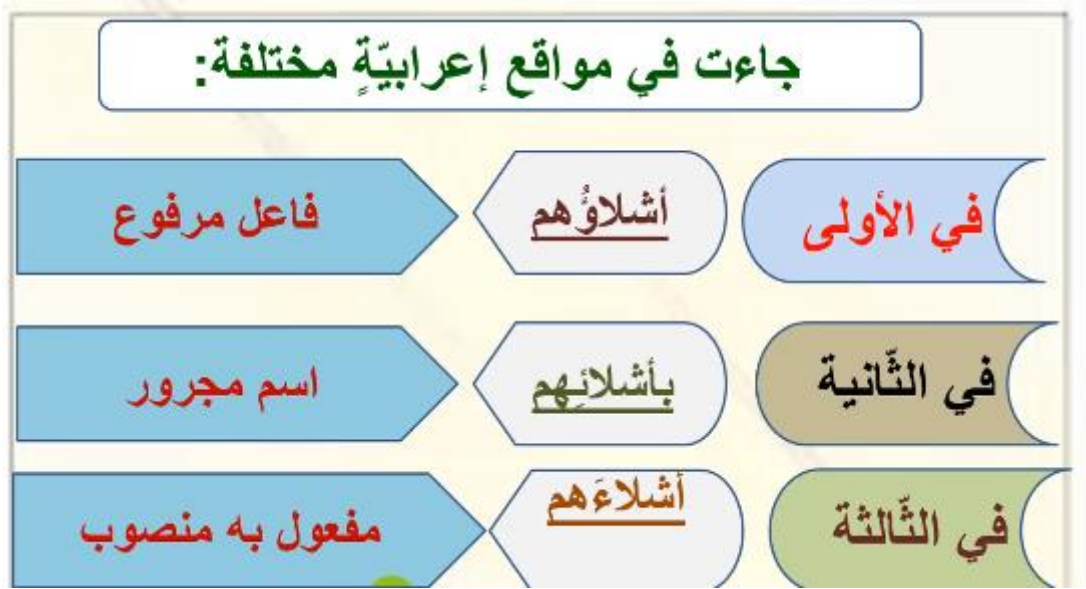 جاءت في مواقع إعرابيّةٍ مختلفة:
في الأولى أشلاؤُهم فاعل مرفوع
في الثّانية بأشلائِهم اسم مجرور
في الثّالثة أشلاءَهم مفعول به منصوب